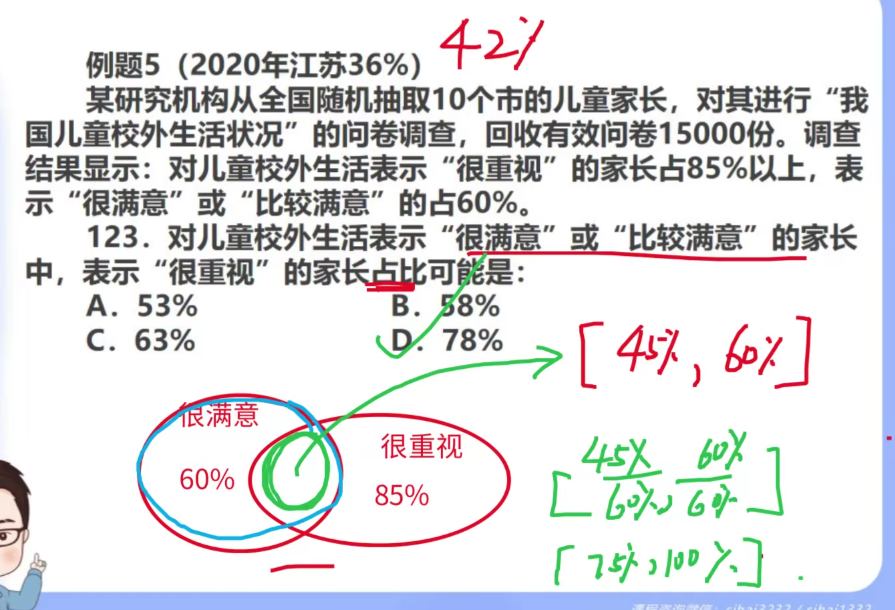 例题5（2020年江苏36%）
42%
某研究机构从全国随机抽取10个市的儿童家长，对其进行“我
国儿童校外生活状况”的问卷调查，回收有效问卷15000份。调查
结果显示：对儿童校外生活表示“很重视”的家长占85%以上，表
示“很满意”或“比较满意”的占60%。
123．对儿童校外生活表示“很满意”或“比较满意”的家长
中，表示“很重视”的家长占比可能是：
A．53% B．58%
C．63% D．78%
[45%, 60%]
很满意
很重视
60%
85%
[45%/60%, 60%/60%]
[75%, 100%].